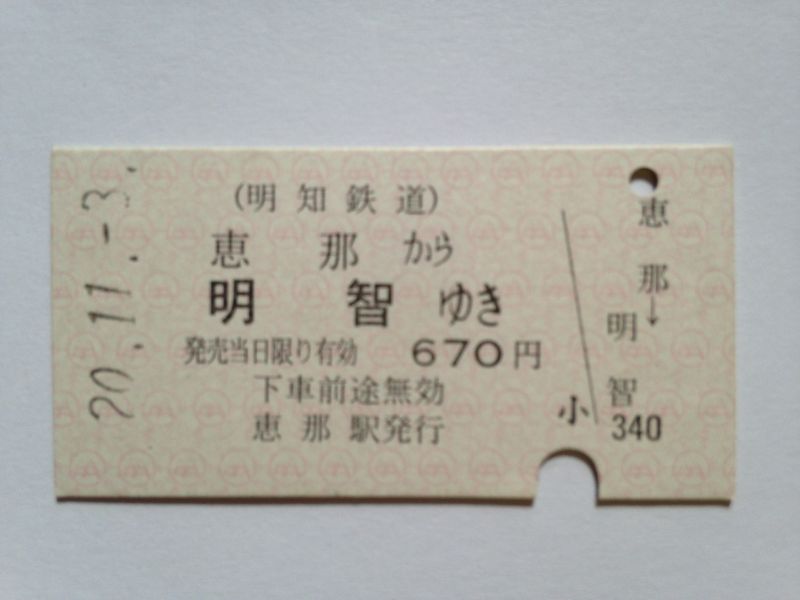 20.11.-3.
(明知鉄道)
恵那から
明智ゆき
発売当日限り有効 670円
下車前途無効
恵那駅発行
小
恵那→
明智
340